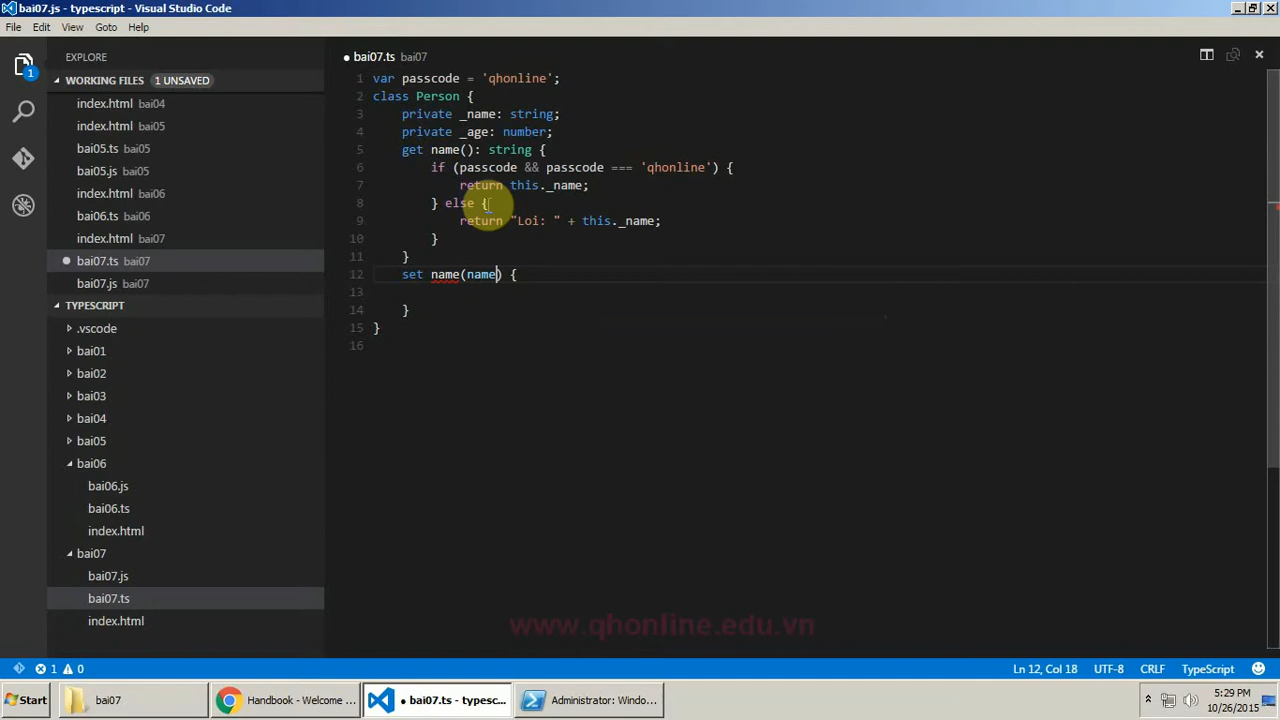 bai07.js - typescript - Visual Studio Code
File Edit View Goto Help
EXPLORE
bai07.ts bai07
WORKING FILES 1 UNSAVED
index.html bai04
index.html bai05
bai05.ts bai05
bai05.js bai05
index.html bai06
bai06.ts bai06
index.html bai07
bai07.ts bai07
bai07.js bai07
TYPESCRIPT
.vscode
bai01
bai02
bai03
bai04
bai05
bai06
bai06.js
bai06.ts
index.html
bai07
bai07.js
bai07.ts
index.html
1 var passcode = 'qhonline';
2 class Person {
3 private _name: string;
4 private _age: number;
5 get name(): string {
6 if (passcode && passcode === 'qhonline') {
7 return this._name;
8 } else {
9 return "Loi: " + this._name;
10 }
11 }
12 set name(name) {
13
14 }
15 }
16
www.qhonline.edu.vn
1 0
Ln 12, Col 18 UTF-8 CRLF TypeScript
Start bai07 Handbook - Welcome ... bai07.ts - typesc... Administrator: Windo...
5:29 PM
10/26/2015
1